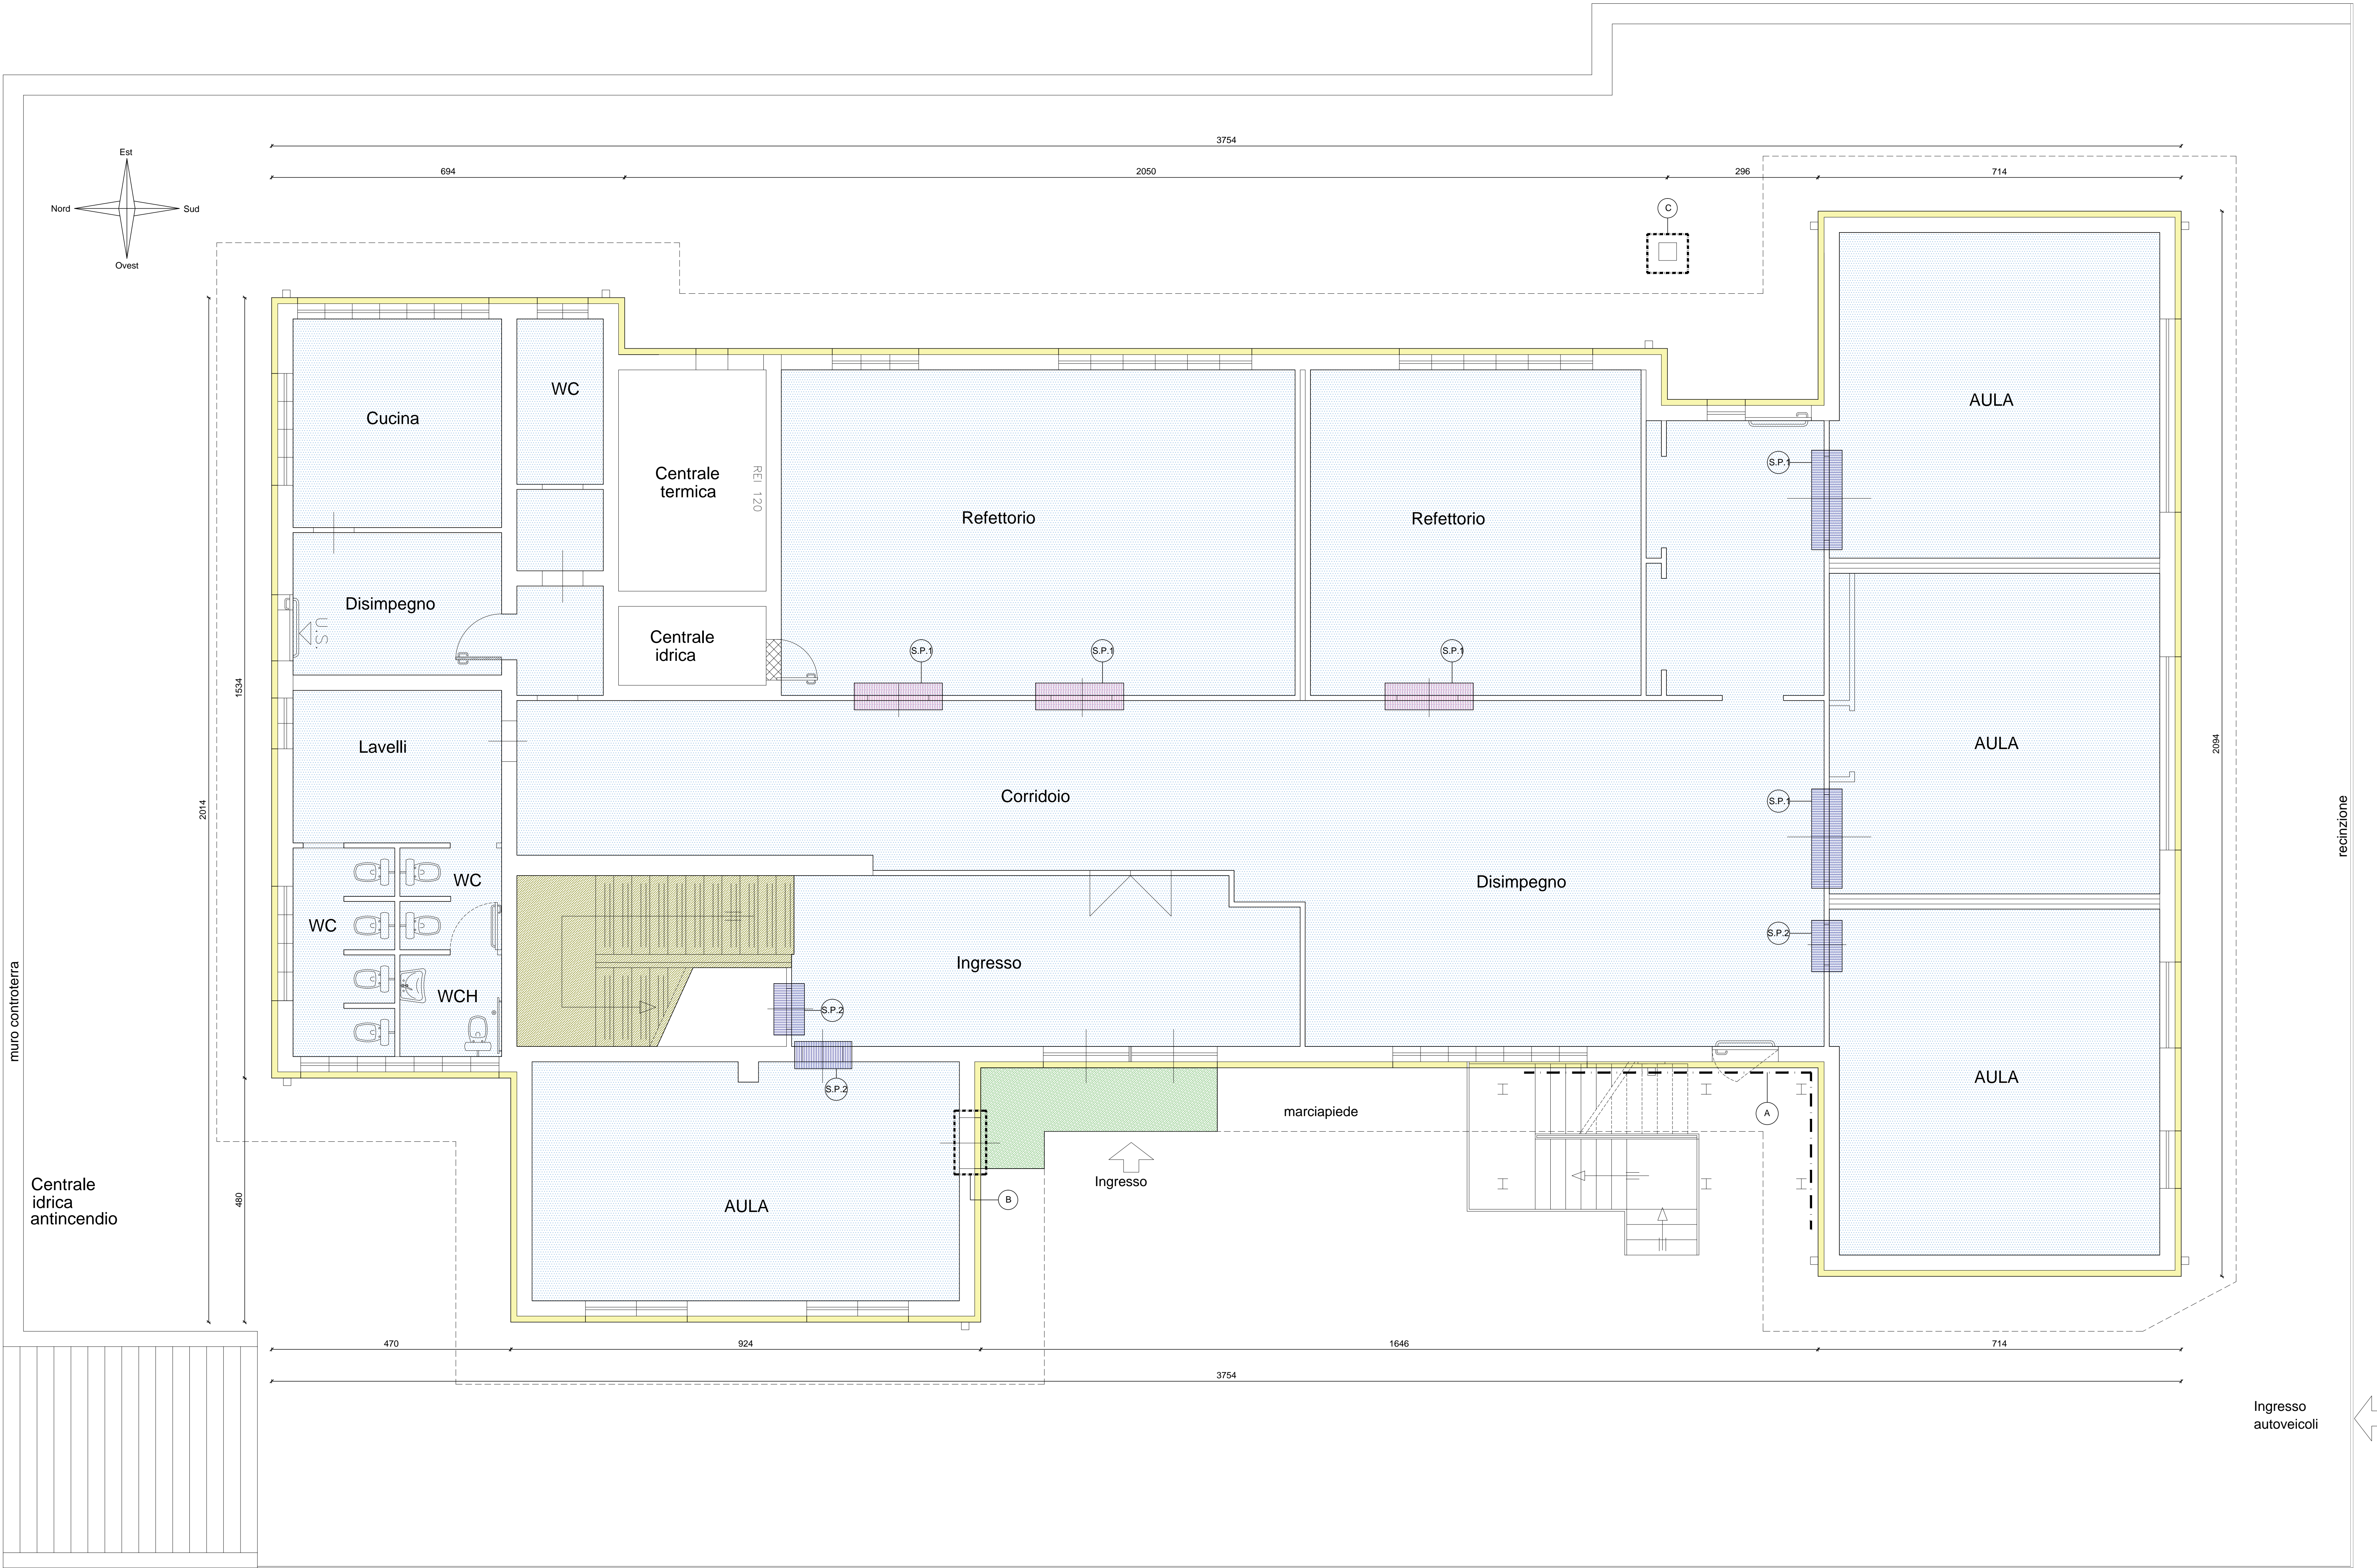 3754
Est
694
2050
296
714
Nord
Sud
C
Ovest
WC
AULA
Cucina
S.P.1
Centrale
termica
REI 120
Refettorio
Refettorio
Disimpegno
U.S.
Centrale
idrica
S.P.1
S.P.1
S.P.1
1534
Lavelli
AULA
2094
2014
Corridoio
S.P.1
recinzione
WC
Disimpegno
WC
S.P.2
Ingresso
muro controterra
WCH
S.P.2
AULA
S.P.2
marciapiede
A
Ingresso
Centrale
idrica
antincendio
480
B
AULA
470
924
1646
714
3754
Ingresso
autoveicoli